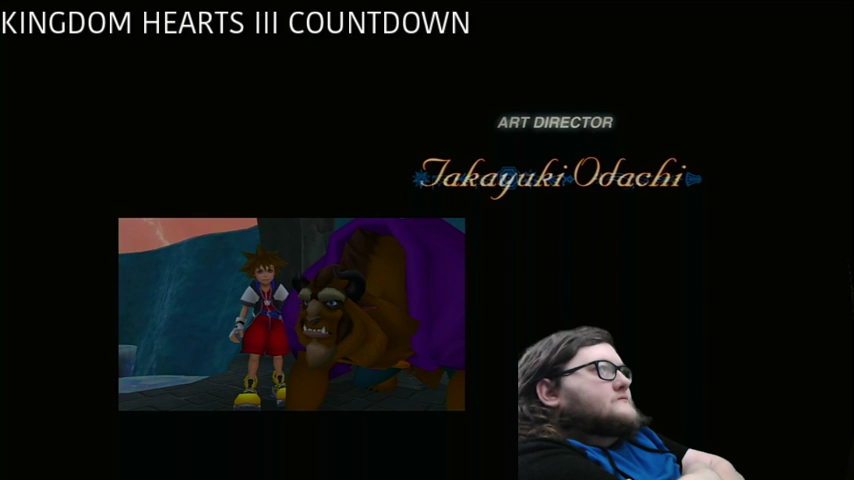 KINGDOM HEARTS III COUNTDOWN
ART DIRECTOR
Takayuki Odachi